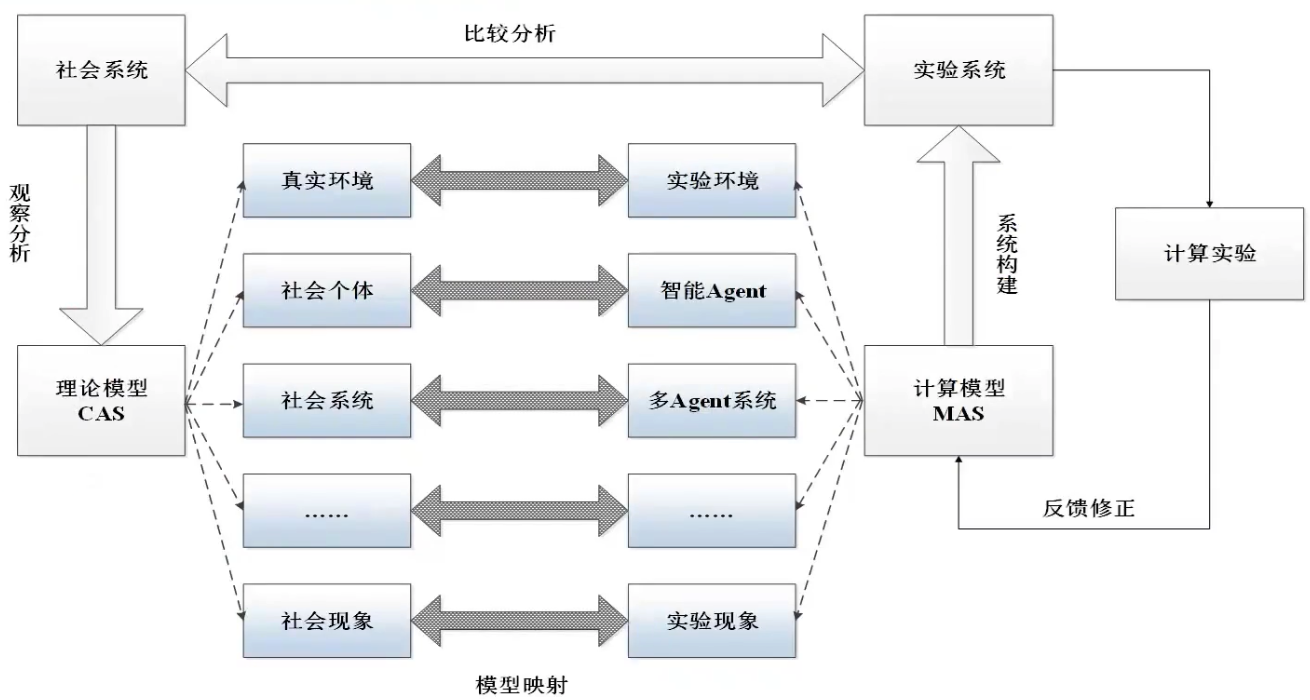 比较分析
社会系统
实验系统
观察分析
真实环境
实验环境
系统构建
计算实验
社会个体
智能Agent
理论模型
CAS
社会系统
多Agent系统
计算模型
MAS
……
……
反馈修正
社会现象
实验现象
模型映射